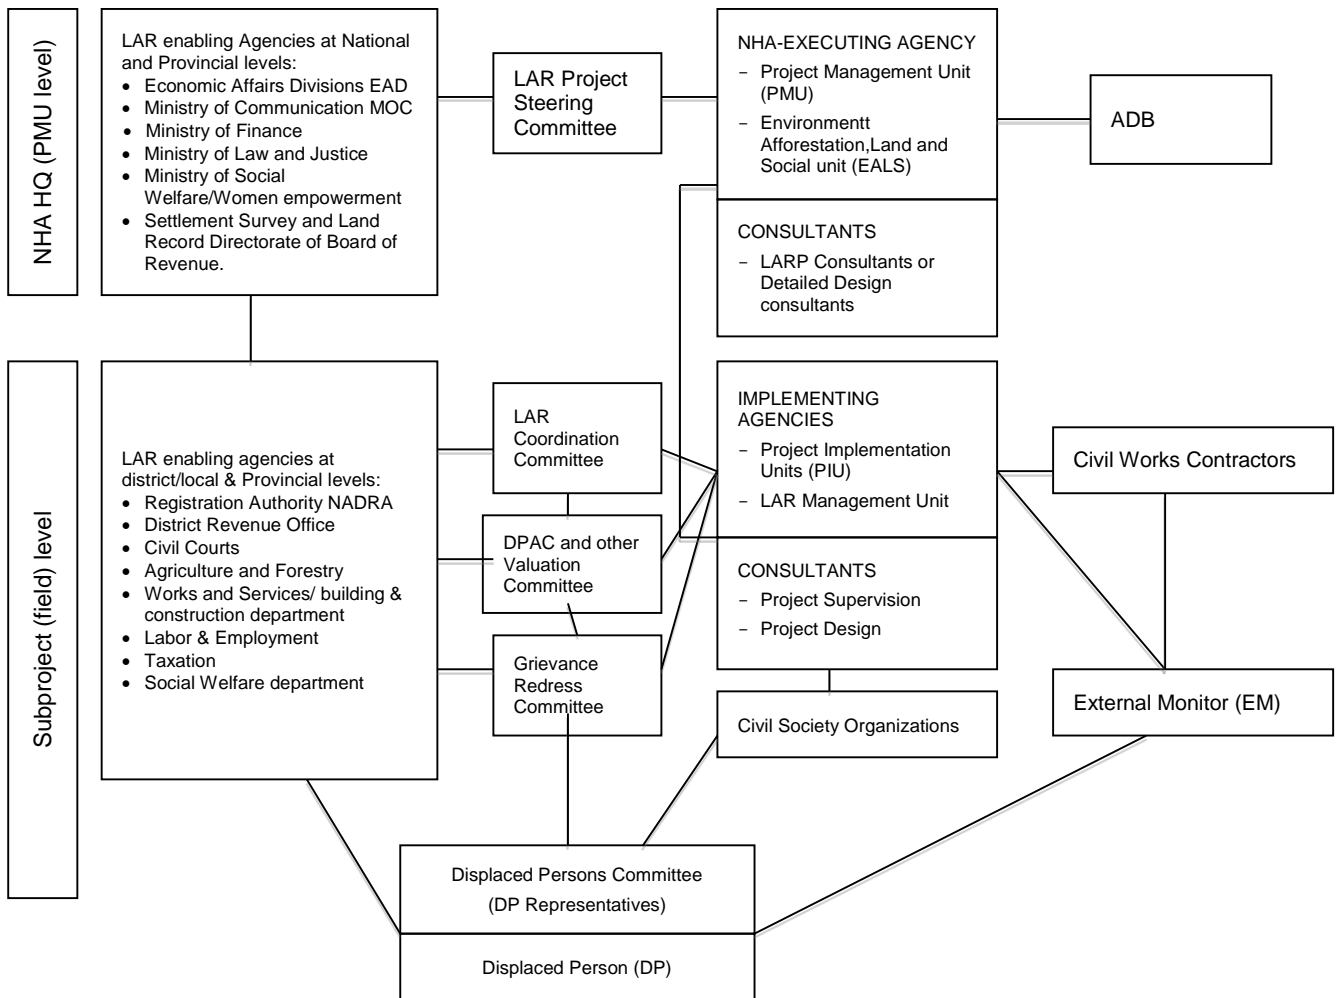 NHA HQ (PMU level)
LAR enabling Agencies at National
and Provincial levels:
• Economic Affairs Divisions EAD
• Ministry of Communication MOC
• Ministry of Finance
• Ministry of Law and Justice
• Ministry of Social
Welfare/Women empowerment
• Settlement Survey and Land
Record Directorate of Board of
Revenue.
LAR Project
Steering
Committee
NHA-EXECUTING AGENCY
− Project Management Unit
(PMU)
− Environmentt
Afforestation,Land and
Social unit (EALS)
CONSULTANTS
− LARP Consultants or
Detailed Design
consultants
ADB
Subproject (field) level
LAR enabling agencies at
district/local & Provincial levels:
• Registration Authority NADRA
• District Revenue Office
• Civil Courts
• Agriculture and Forestry
• Works and Services/ building &
construction department
• Labor & Employment
• Taxation
• Social Welfare department
LAR
Coordination
Committee
DPAC and other
Valuation
Committee
Grievance
Redress
Committee
IMPLEMENTING
AGENCIES
− Project Implementation
Units (PIU)
− LAR Management Unit
CONSULTANTS
− Project Supervision
− Project Design
Civil Society Organizations
Civil Works Contractors
External Monitor (EM)
Displaced Persons Committee
(DP Representatives)
Displaced Person (DP)